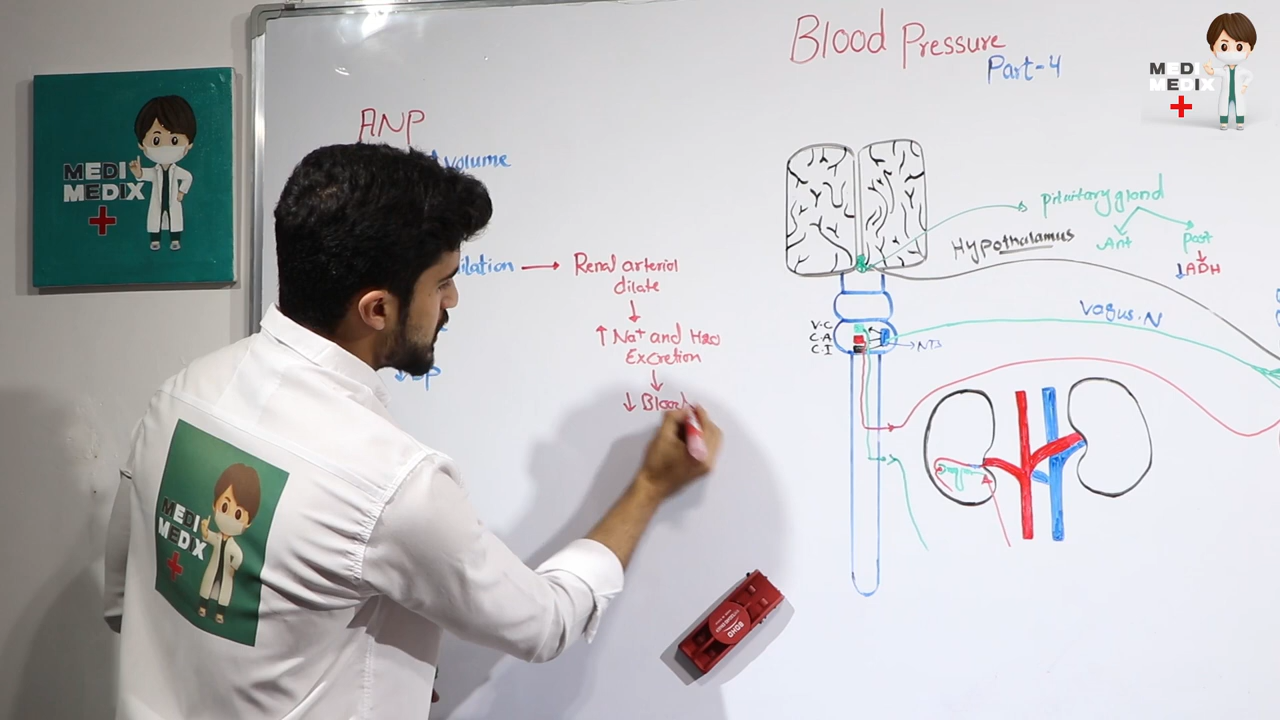 Blood Pressure
Part-4
MEDI
MEDIX
MEDI
MEDIX
ANP
volume
ilation → Renal arteriol
dilate
↓
↑ Na+ and H2O
Excretion
↓
↓ Blood
pituitary gland
Ant
Post
↓ADH
Hypothalamus
Vagus.N
V.C
C.A
C.I
→NTS
A
BOHO
MEDI
MEDIX